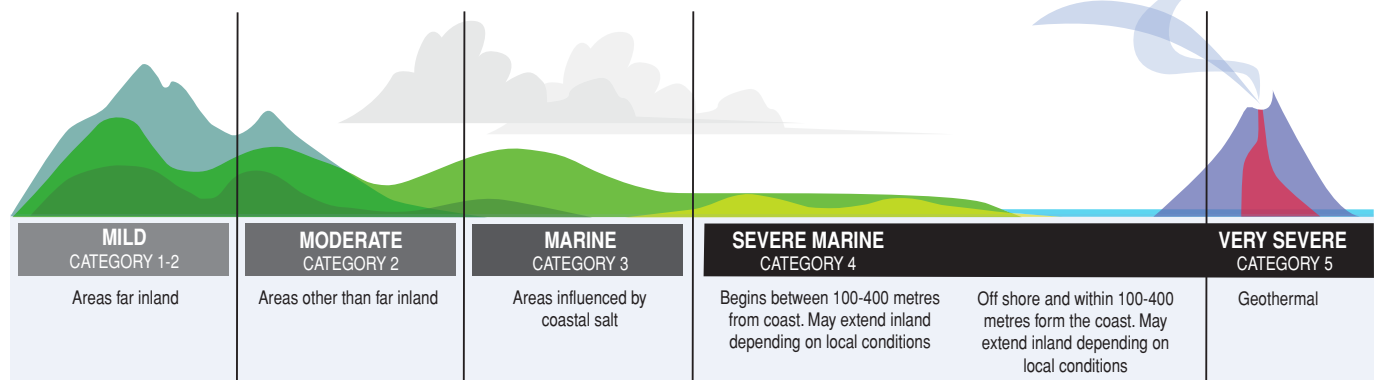 MILD
CATEGORY 1-2
Areas far inland
MODERATE
CATEGORY 2
Areas other than far inland
MARINE
CATEGORY 3
Areas influenced by
coastal salt
SEVERE MARINE
CATEGORY 4
Begins between 100-400 metres
from coast. May extend inland
depending on local conditions
Off shore and within 100-400
metres form the coast. May
extend inland depending on
local conditions
VERY SEVERE
CATEGORY 5
Geothermal